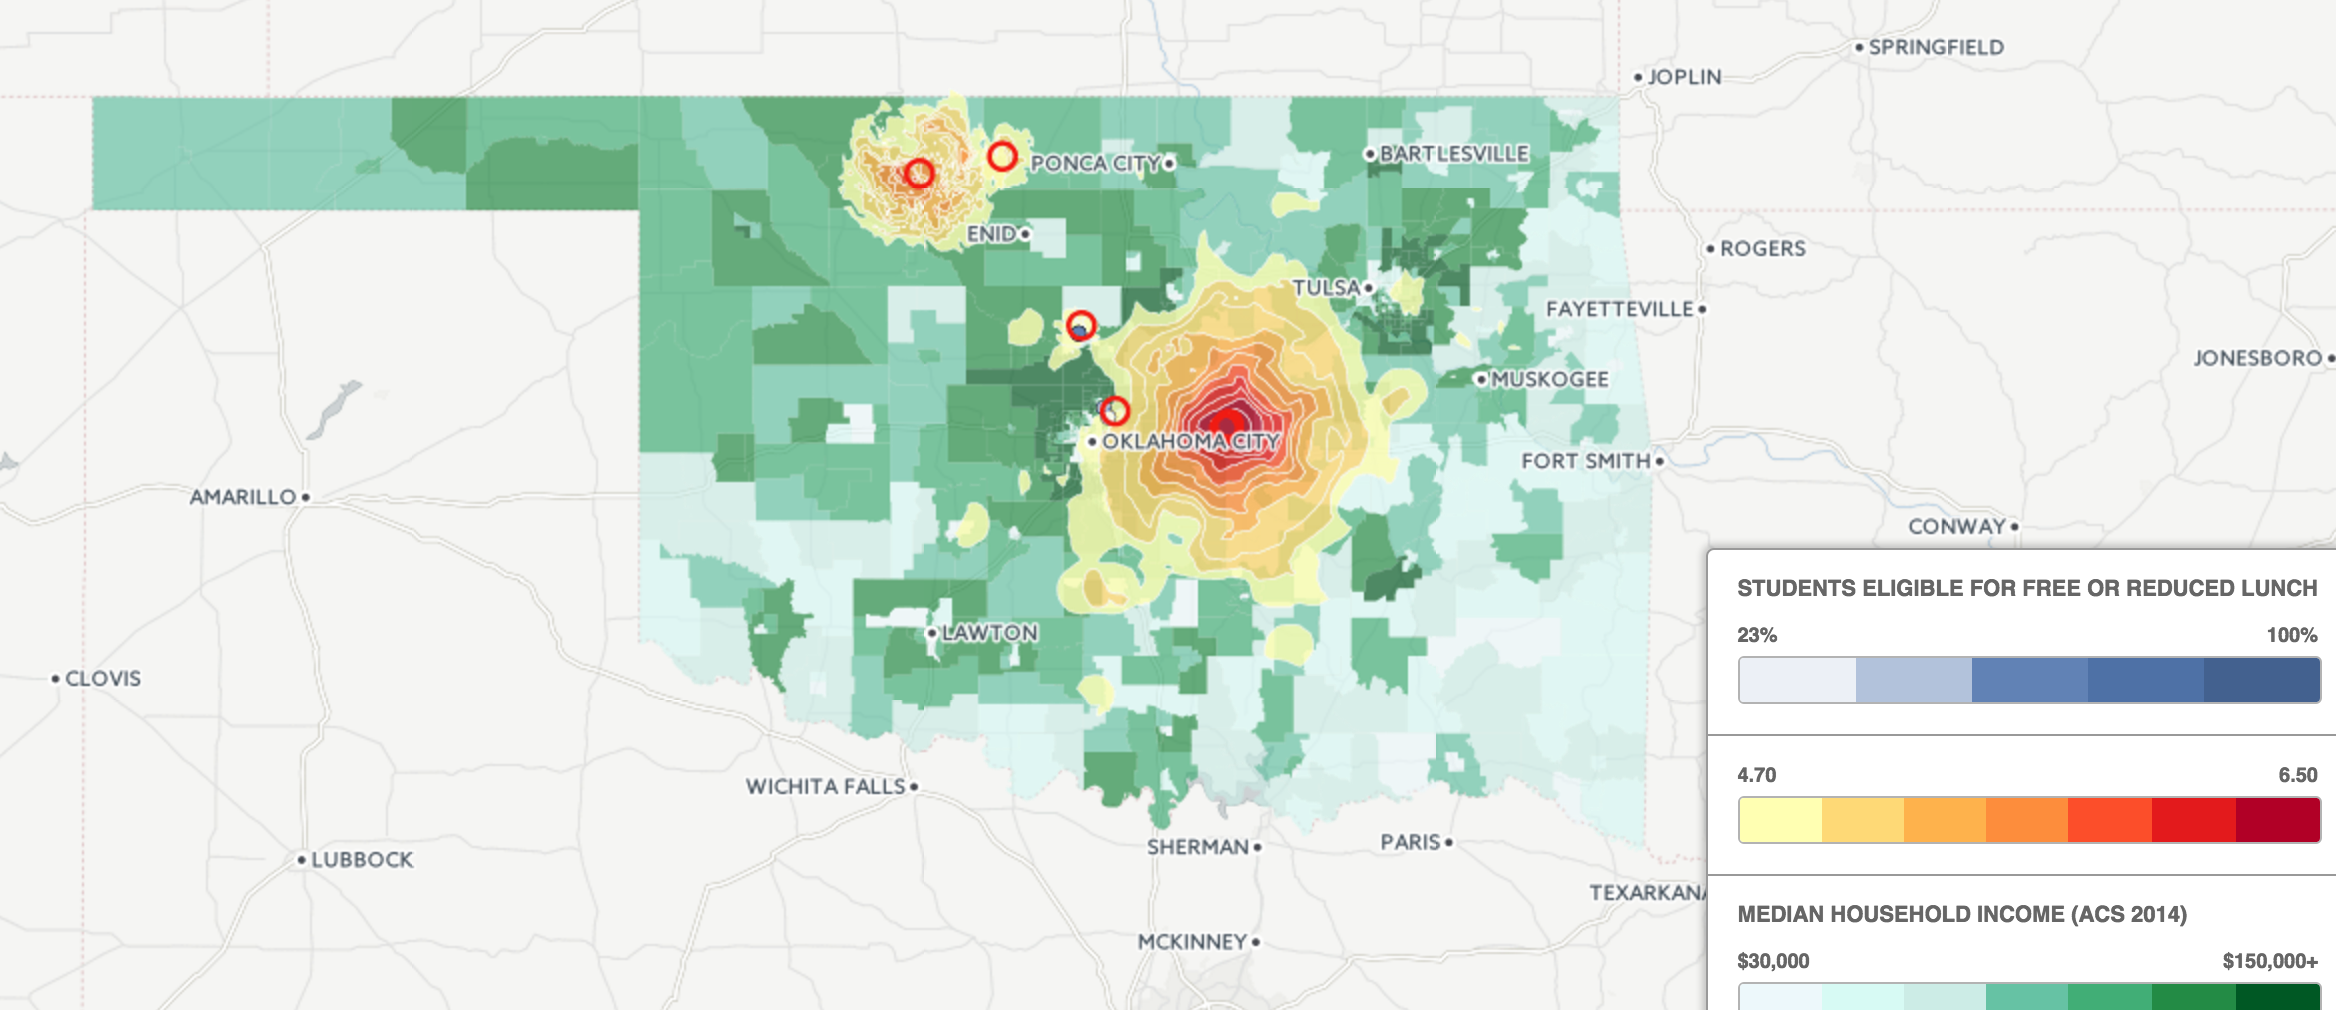 SPRINGFIELD
JOPLIN
PONCA CITY
BARTLESVILLE
ENID
ROGERS
TULSA
FAYETTEVILLE
JONESBORO
MUSKOGEE
OKLAHOMA CITY
FORT SMITH
AMARILLO
CONWAY
LAWTON
CLOVIS
WICHITA FALLS
SHERMAN
PARIS
LUBBOCK
TEXARKANA
MCKINNEY
STUDENTS ELIGIBLE FOR FREE OR REDUCED LUNCH
23% 100%
4.70 6.50
MEDIAN HOUSEHOLD INCOME (ACS 2014)
$30,000 $150,000+